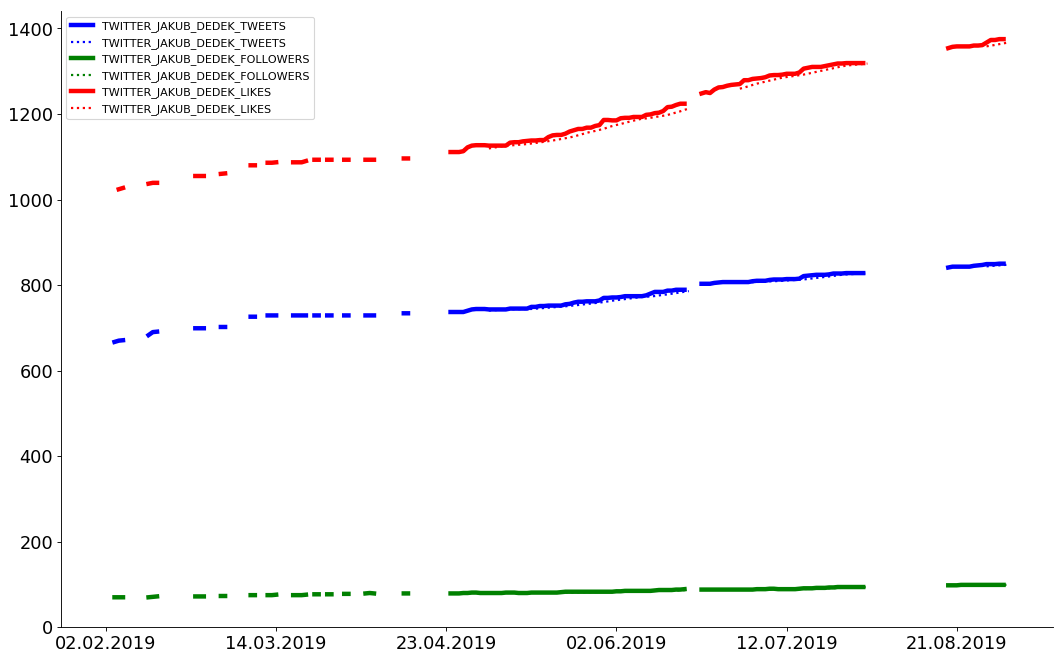 TWITTER_JAKUB_DEDEK_TWEETS
TWITTER_JAKUB_DEDEK_TWEETS
TWITTER_JAKUB_DEDEK_FOLLOWERS
TWITTER_JAKUB_DEDEK_FOLLOWERS
TWITTER_JAKUB_DEDEK_LIKES
TWITTER_JAKUB_DEDEK_LIKES
1400
1200
1000
800
600
400
200
0
02.02.2019 14.03.2019 23.04.2019 02.06.2019 12.07.2019 21.08.2019